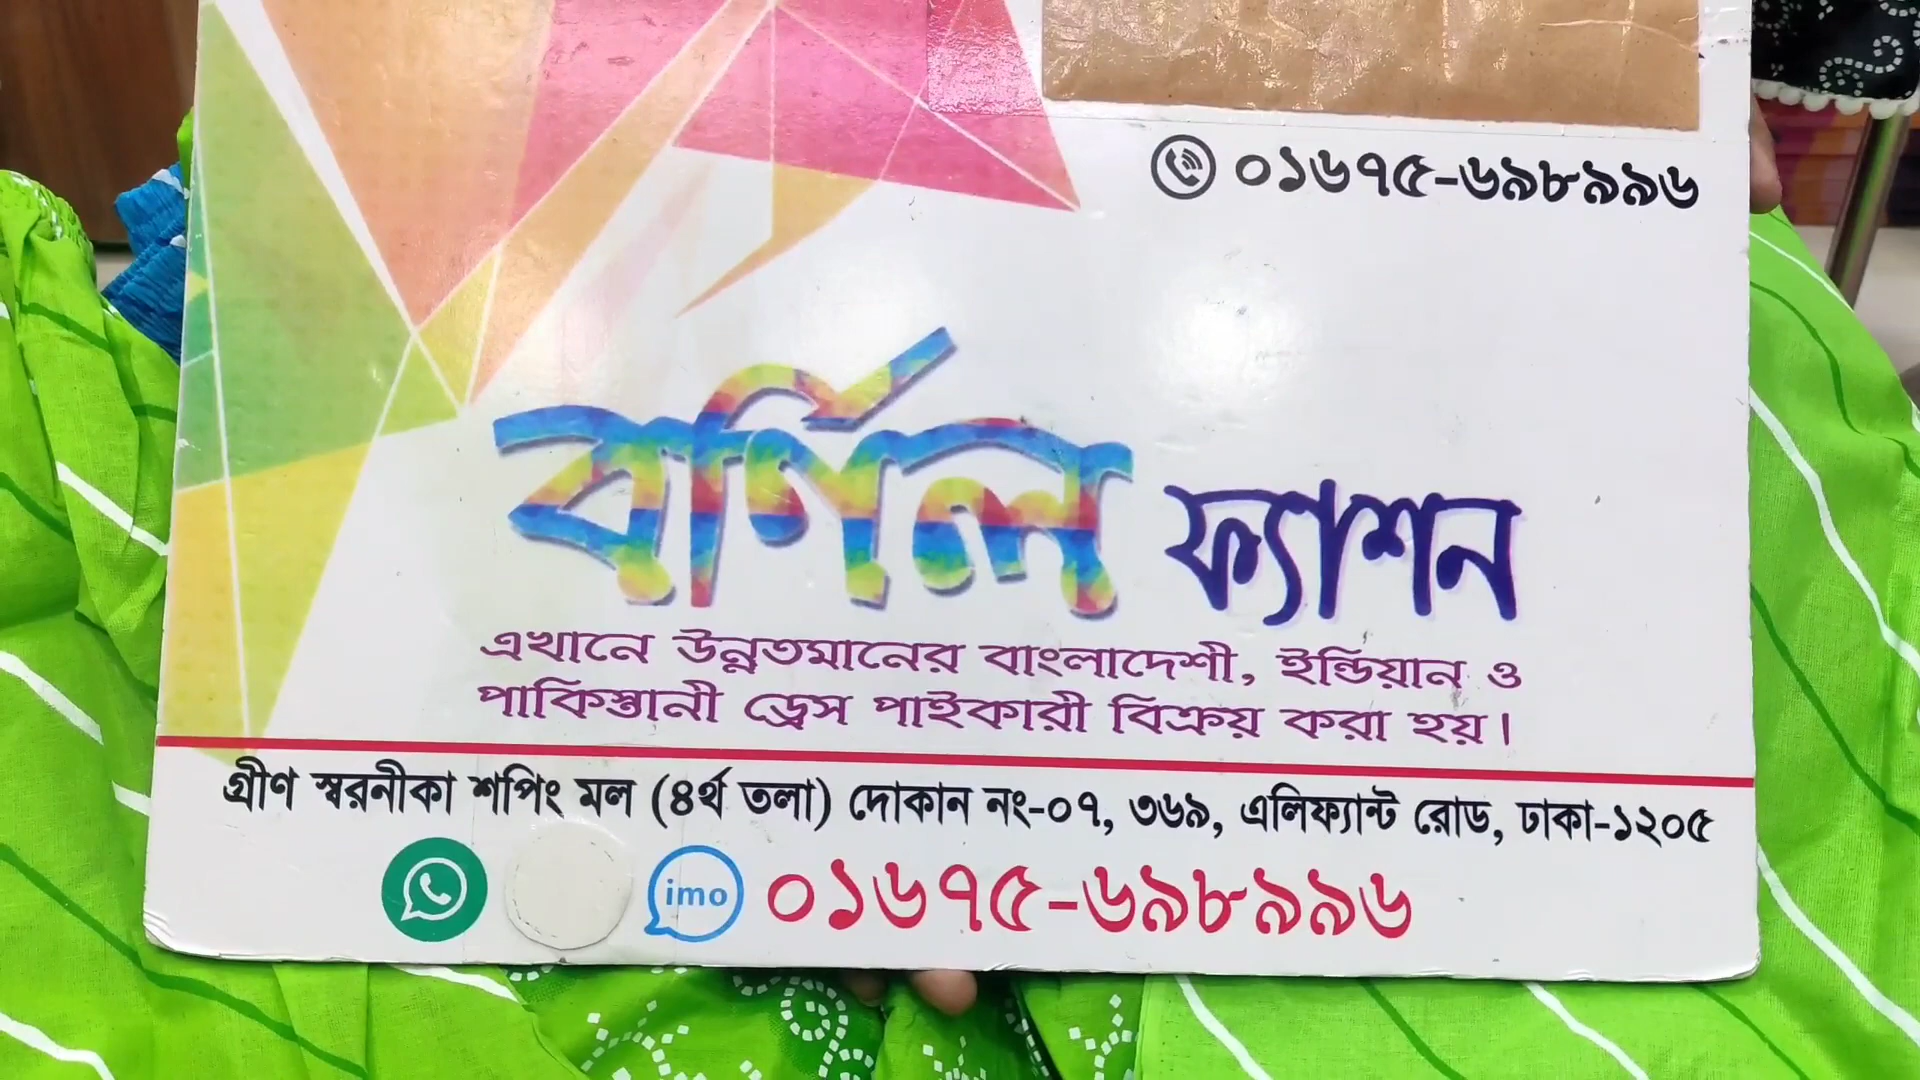 ০১৬৭৫-৬৯৮৯৯৬
বর্ণিল ফ্যাশন
এখানে উন্নতমানের বাংলাদেশী, ইন্ডিয়ান ও
পাকিস্তানী ড্রেস পাইকারী বিক্রয় করা হয়।
গ্রীণ স্বরনীকা শপিং মল (৪র্থ তলা) দোকান নং-০৭, ৩৬৯, এলিফ্যান্ট রোড, ঢাকা-১২০৫
imo ০১৬৭৫-৬৯৮৯৯৬